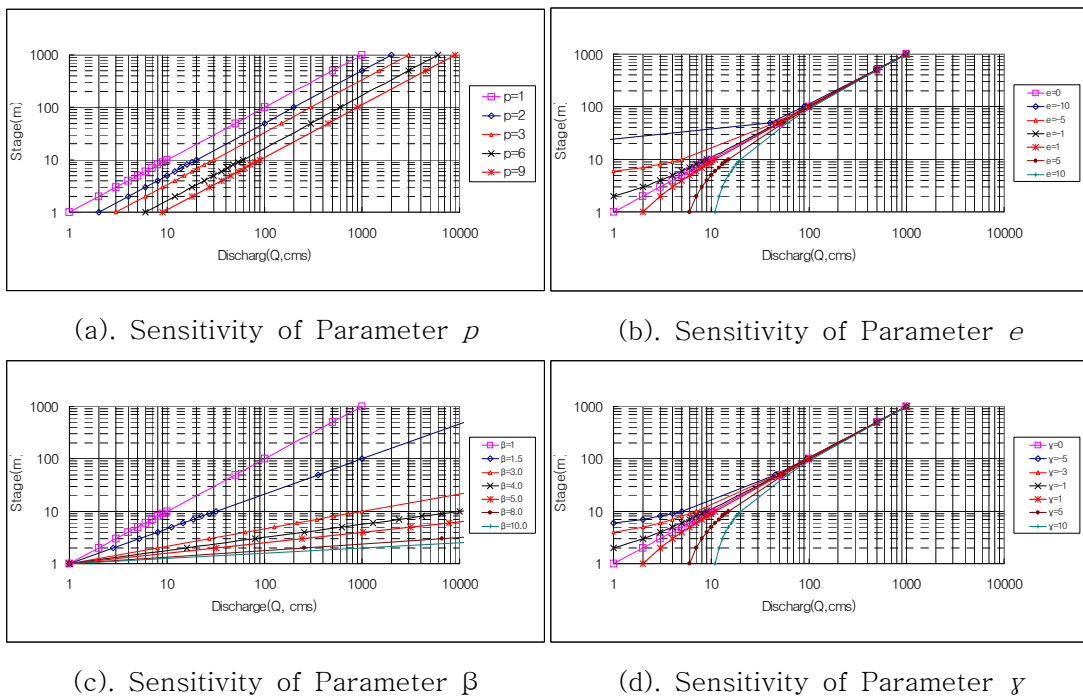 1000
100
10
1
1 10 100 1000 10000
Stage(m)
Discharg(Q,cms)
p=1
p=2
p=3
p=6
p=9
(a). Sensitivity of Parameter p
1000
100
10
1
1 10 100 1000 10000
Stage(m)
Discharg(Q,cms)
e=0
e=-10
e=-5
e=-1
e=1
e=5
e=10
(b). Sensitivity of Parameter e
1000
100
10
1
1 10 100 1000 10000
Stage(m)
Discharge(Q, cms)
β=1
β=1.5
β=3.0
β=4.0
β=5.0
β=8.0
β=10.0
(c). Sensitivity of Parameter β
1000
100
10
1
1 10 100 1000 10000
Stage(m)
Discharg(Q,cms)
γ=0
γ=-5
γ=-3
γ=-1
γ=1
γ=5
γ=10
(d). Sensitivity of Parameter γ